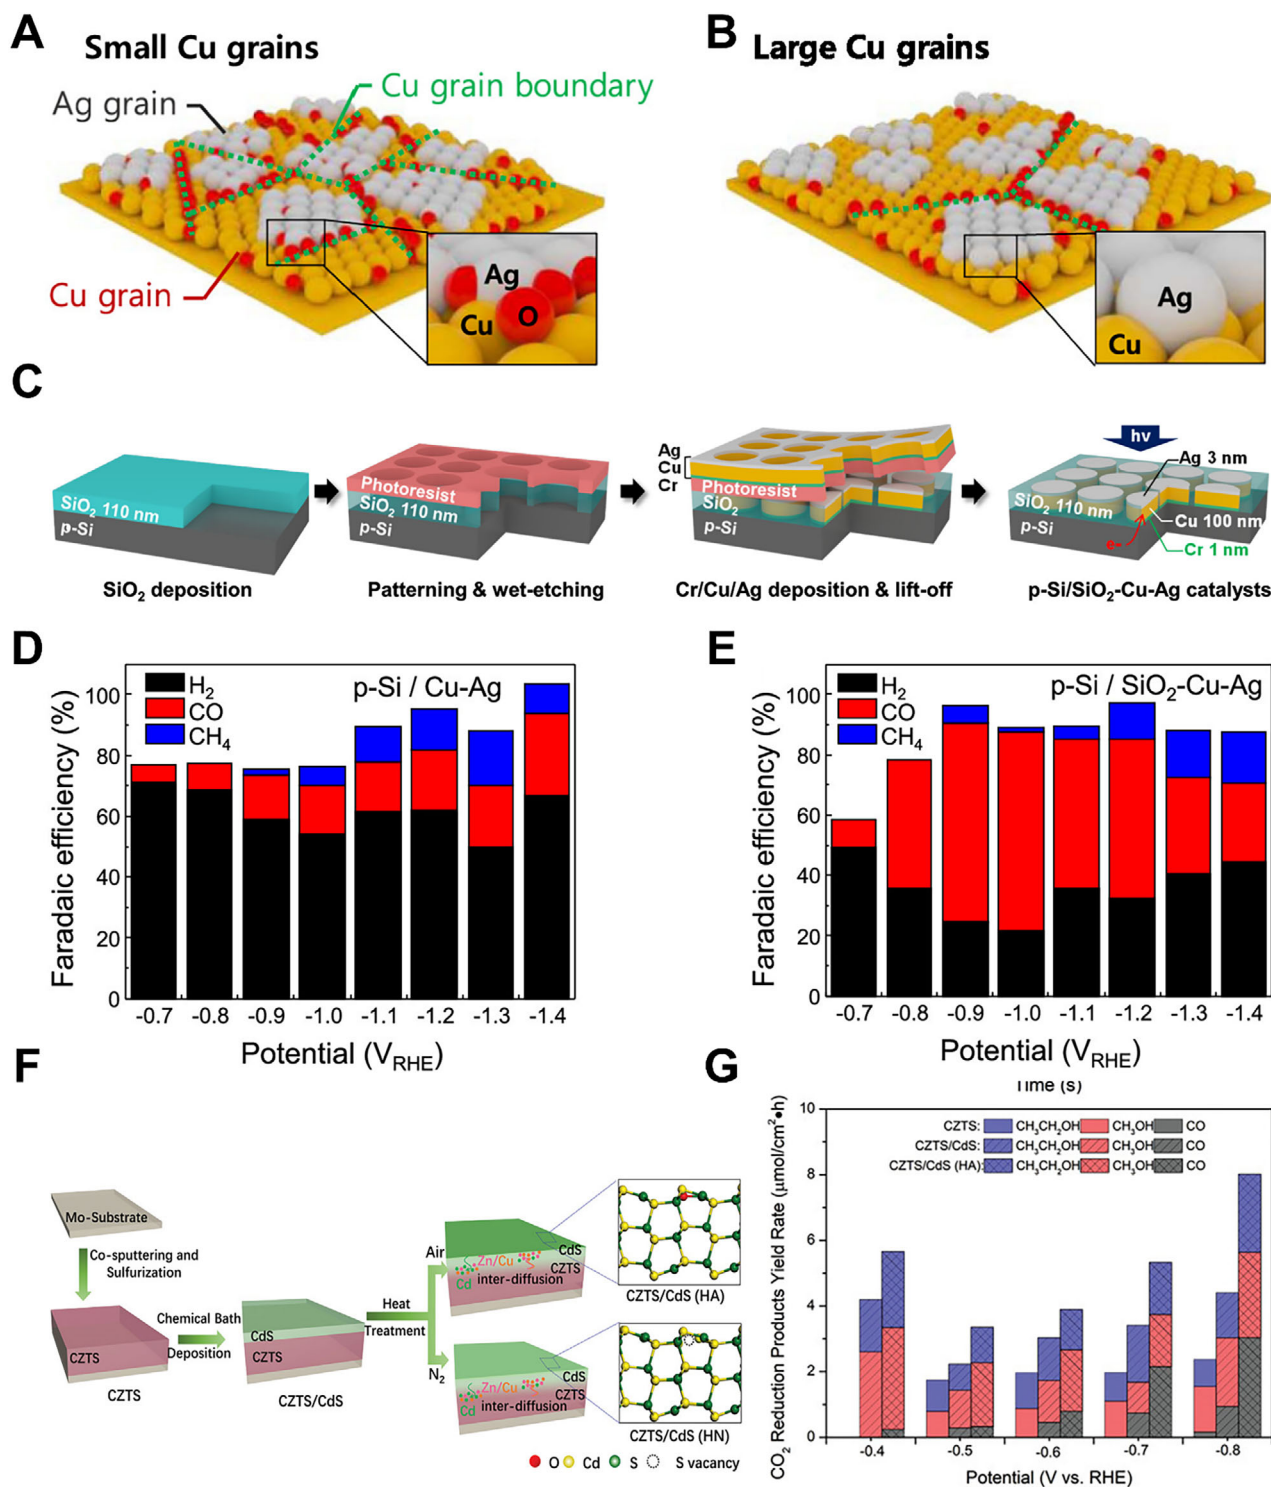 A
Small Cu grains
Ag grain
Cu grain boundary
Cu grain
Ag
Cu
O
B
Large Cu grains
Ag
Cu
C
SiO₂ 110 nm
p-Si
SiO₂ deposition
Photoresist
SiO₂ 110 nm
p-Si
Patterning & wet-etching
Ag
Cu
Cr
Photoresist
SiO₂
p-Si
Cr/Cu/Ag deposition & lift-off
hν
Ag 3 nm
SiO₂ 110 nm
Cu 100 nm
p-Si
e-
Cr 1 nm
p-Si/SiO₂-Cu-Ag catalysts
D
p-Si / Cu-Ag
H₂
CO
CH₄
Faradaic efficiency (%)
100
80
60
40
20
0
-0.7 -0.8 -0.9 -1.0 -1.1 -1.2 -1.3 -1.4
Potential (V_RHE)
E
p-Si / SiO₂-Cu-Ag
H₂
CO
CH₄
Faradaic efficiency (%)
100
80
60
40
20
0
-0.7 -0.8 -0.9 -1.0 -1.1 -1.2 -1.3 -1.4
Potential (V_RHE)
F
Mo-Substrate
Co-sputtering and
Sulfurization
CZTS
CZTS
Chemical Bath
Deposition
CdS
CZTS
CZTS/CdS
Heat
Treatment
Air
N₂
CdS
CZTS
Zn/Cu
Cd
inter-diffusion
CZTS/CdS (HA)
CdS
CZTS
Zn/Cu
Cd
inter-diffusion
CZTS/CdS (HN)
O Cd S S vacancy
G
Time (s)
CO₂ Reduction Products Yield Rate (μmol/cm²•h)
10
8
6
4
2
0
CZTS: CH₃CH₂OH CH₃OH CO
CZTS/CdS: CH₃CH₂OH CH₃OH CO
CZTS/CdS (HA): CH₃CH₂OH CH₃OH CO
-0.4 -0.5 -0.6 -0.7 -0.8
Potential (V vs. RHE)